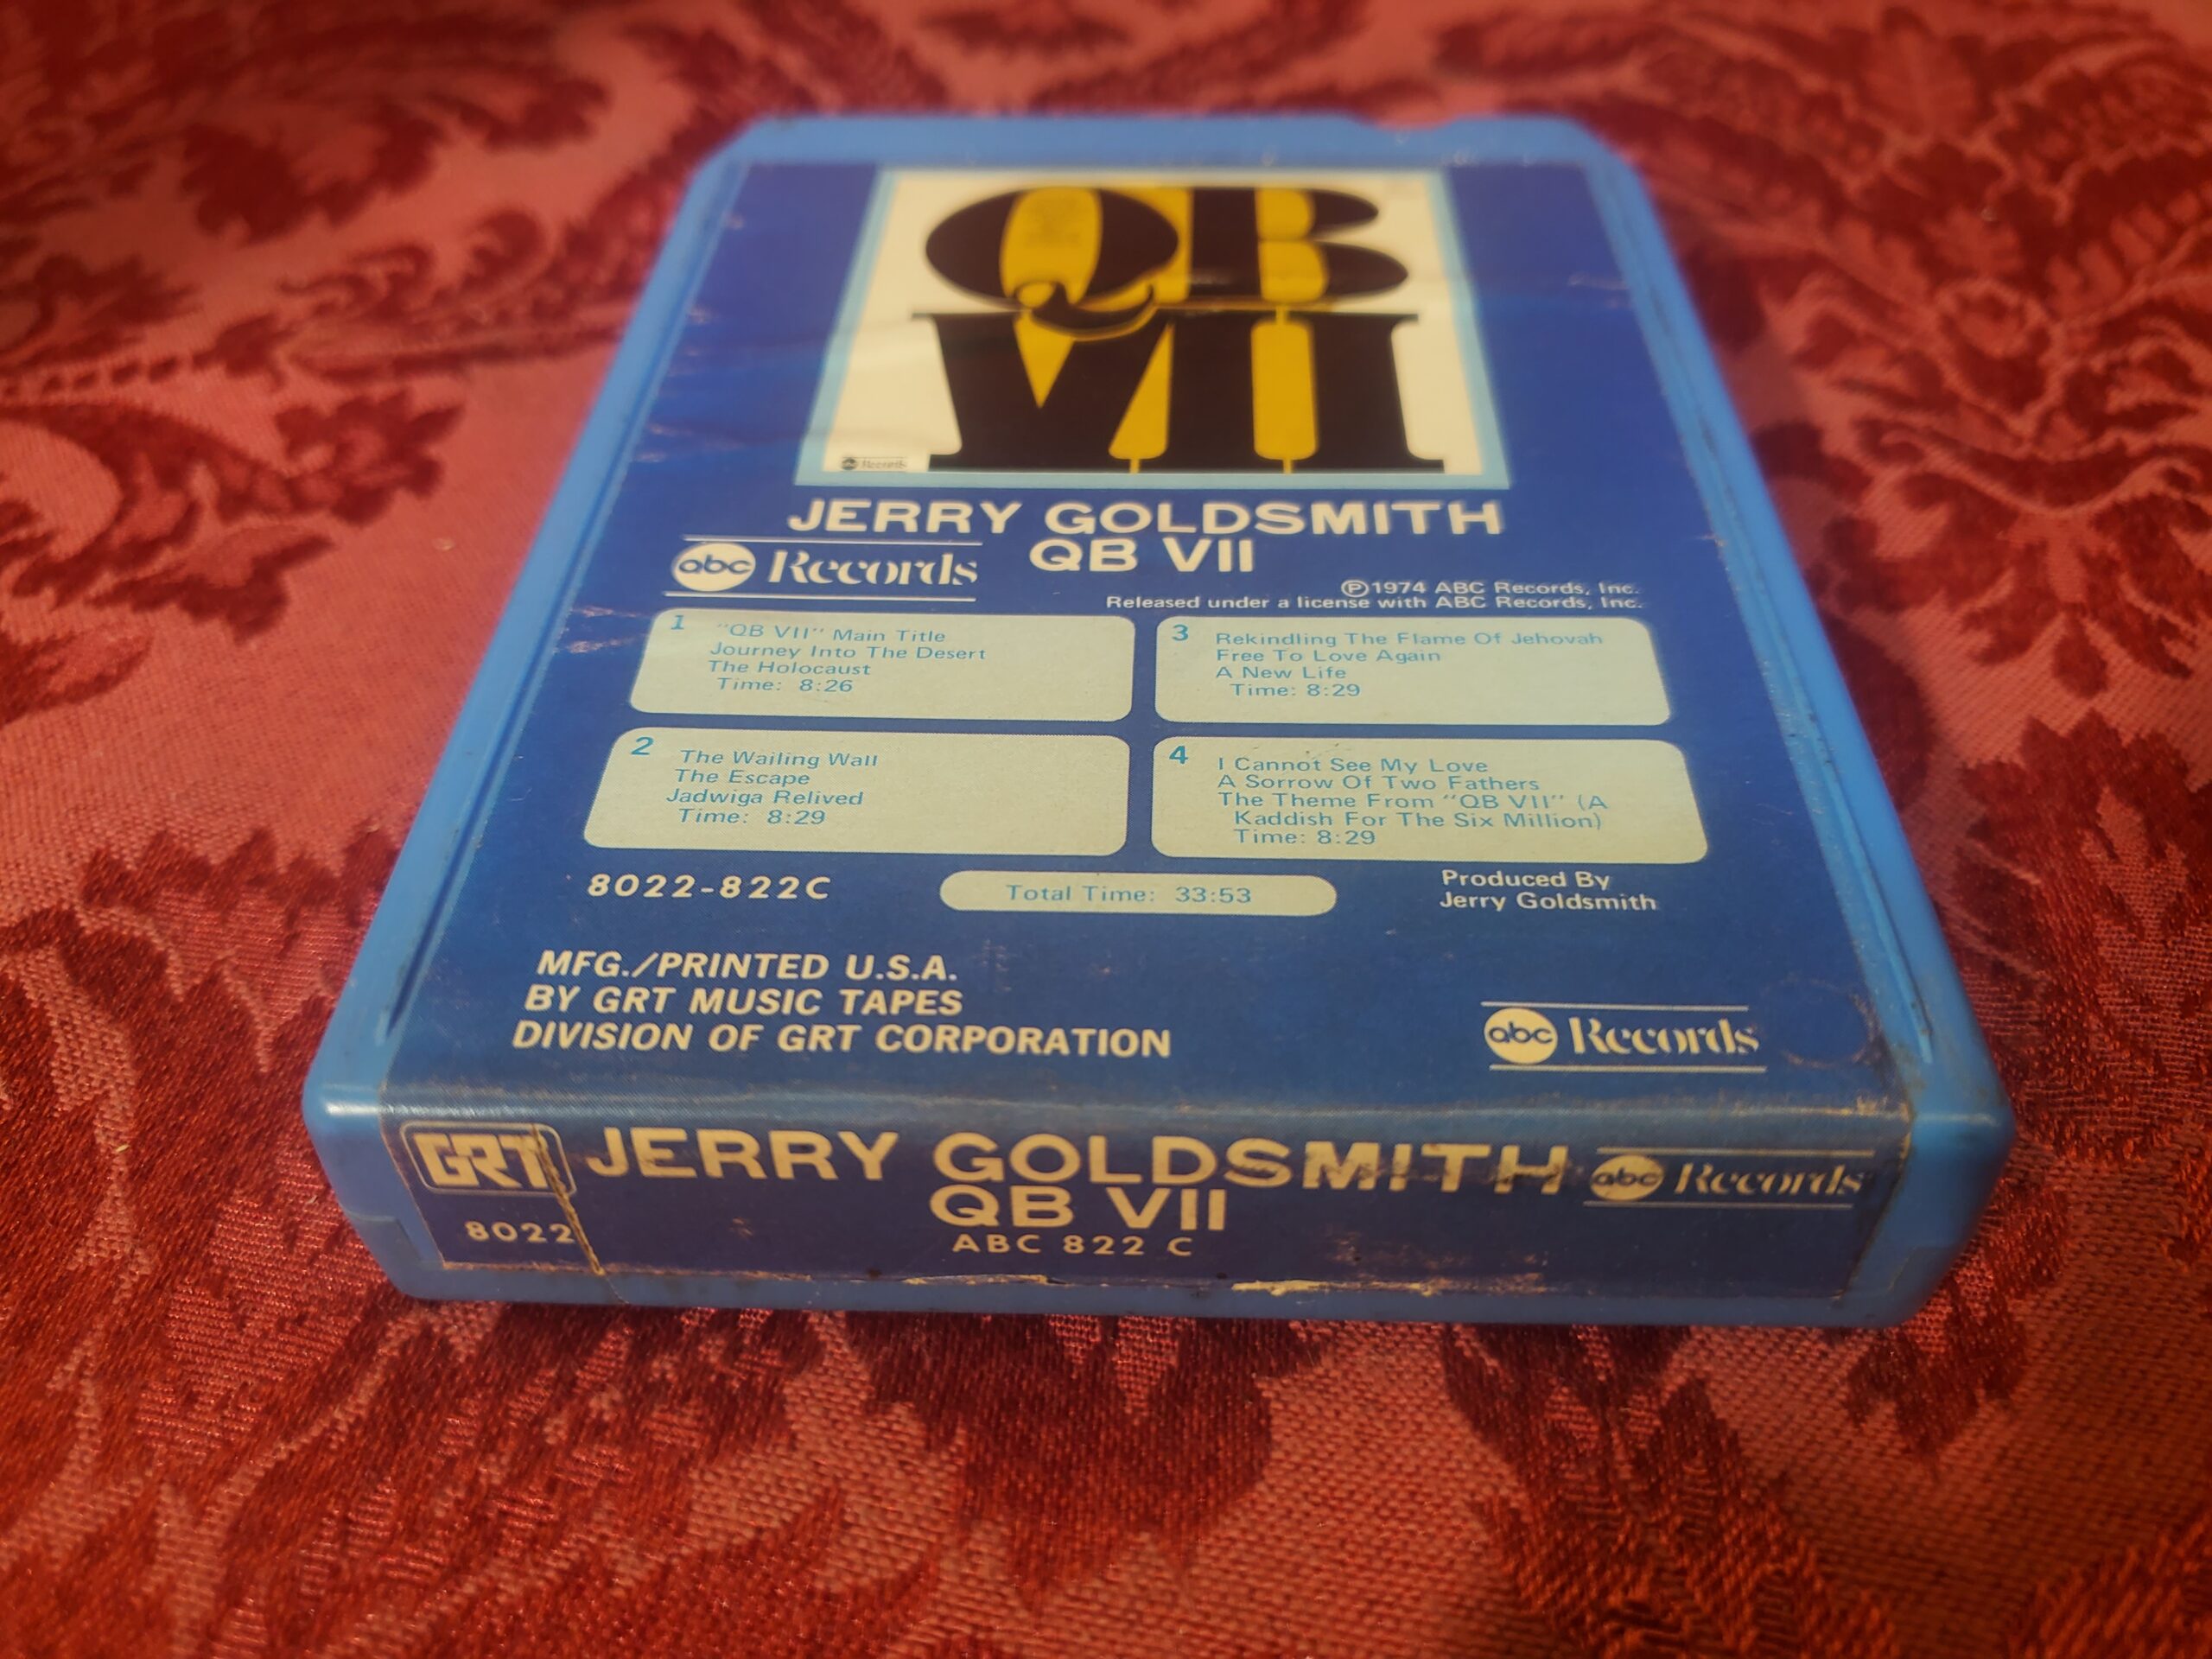 QB
VII
abc Records
JERRY GOLDSMITH
QB VII
abc Records
Ⓟ1974 ABC Records, Inc.
Released under a license with ABC Records, Inc.
1
"QB VII" Main Title
Journey Into The Desert
The Holocaust
Time: 8:26
2
The Wailing Wall
The Escape
Jadwiga Relived
Time: 8:29
3
Rekindling The Flame Of Jehovah
Free To Love Again
A New Life
Time: 8:29
4
I Cannot See My Love
A Sorrow Of Two Fathers
The Theme From "QB VII" (A
Kaddish For The Six Million)
Time: 8:29
8022-822C
Total Time: 33:53
Produced By
Jerry Goldsmith
MFG./PRINTED U.S.A.
BY GRT MUSIC TAPES
DIVISION OF GRT CORPORATION
abc Records
GRT
JERRY GOLDSMITH
abc Records
QB VII
8022
ABC 822 C